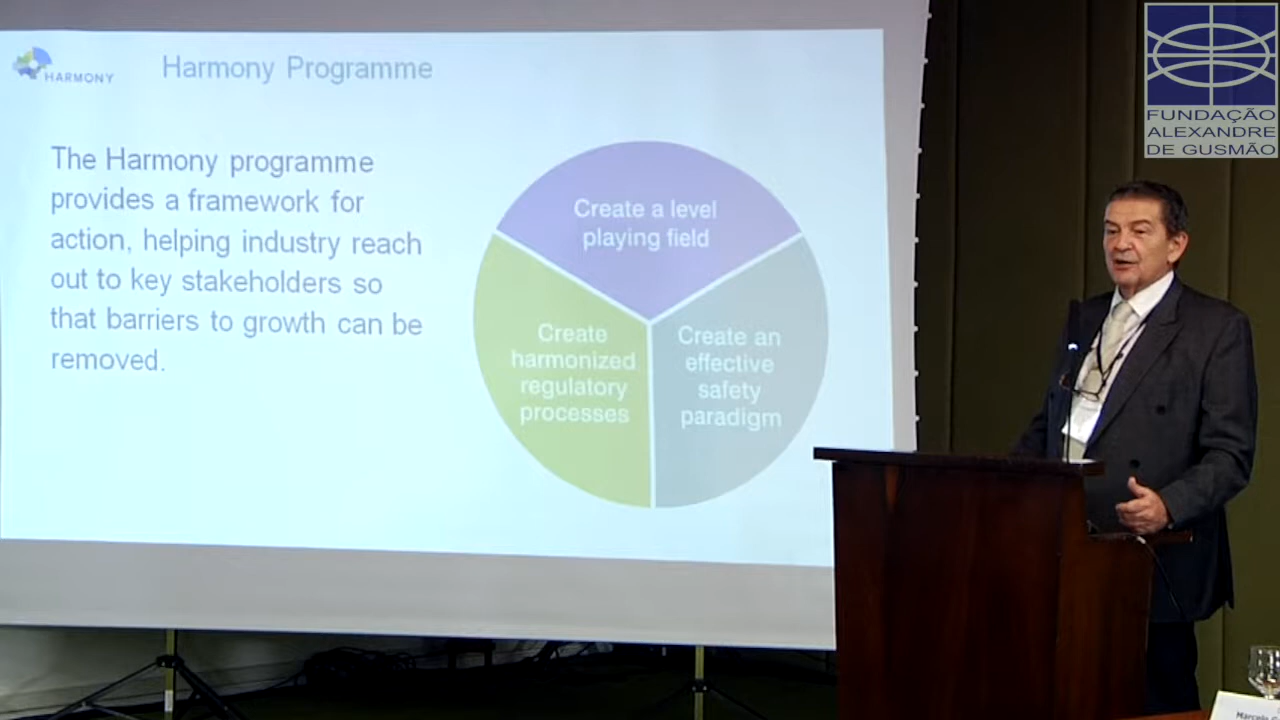 HARMONY
Harmony Programme
The Harmony programme
provides a framework for
action, helping industry reach
out to key stakeholders so
that barriers to growth can be
removed.
Create a level
playing field
Create
harmonized
regulatory
processes
Create an
effective
safety
paradigm
FUNDAÇÃO
ALEXANDRE
DE GUSMÃO